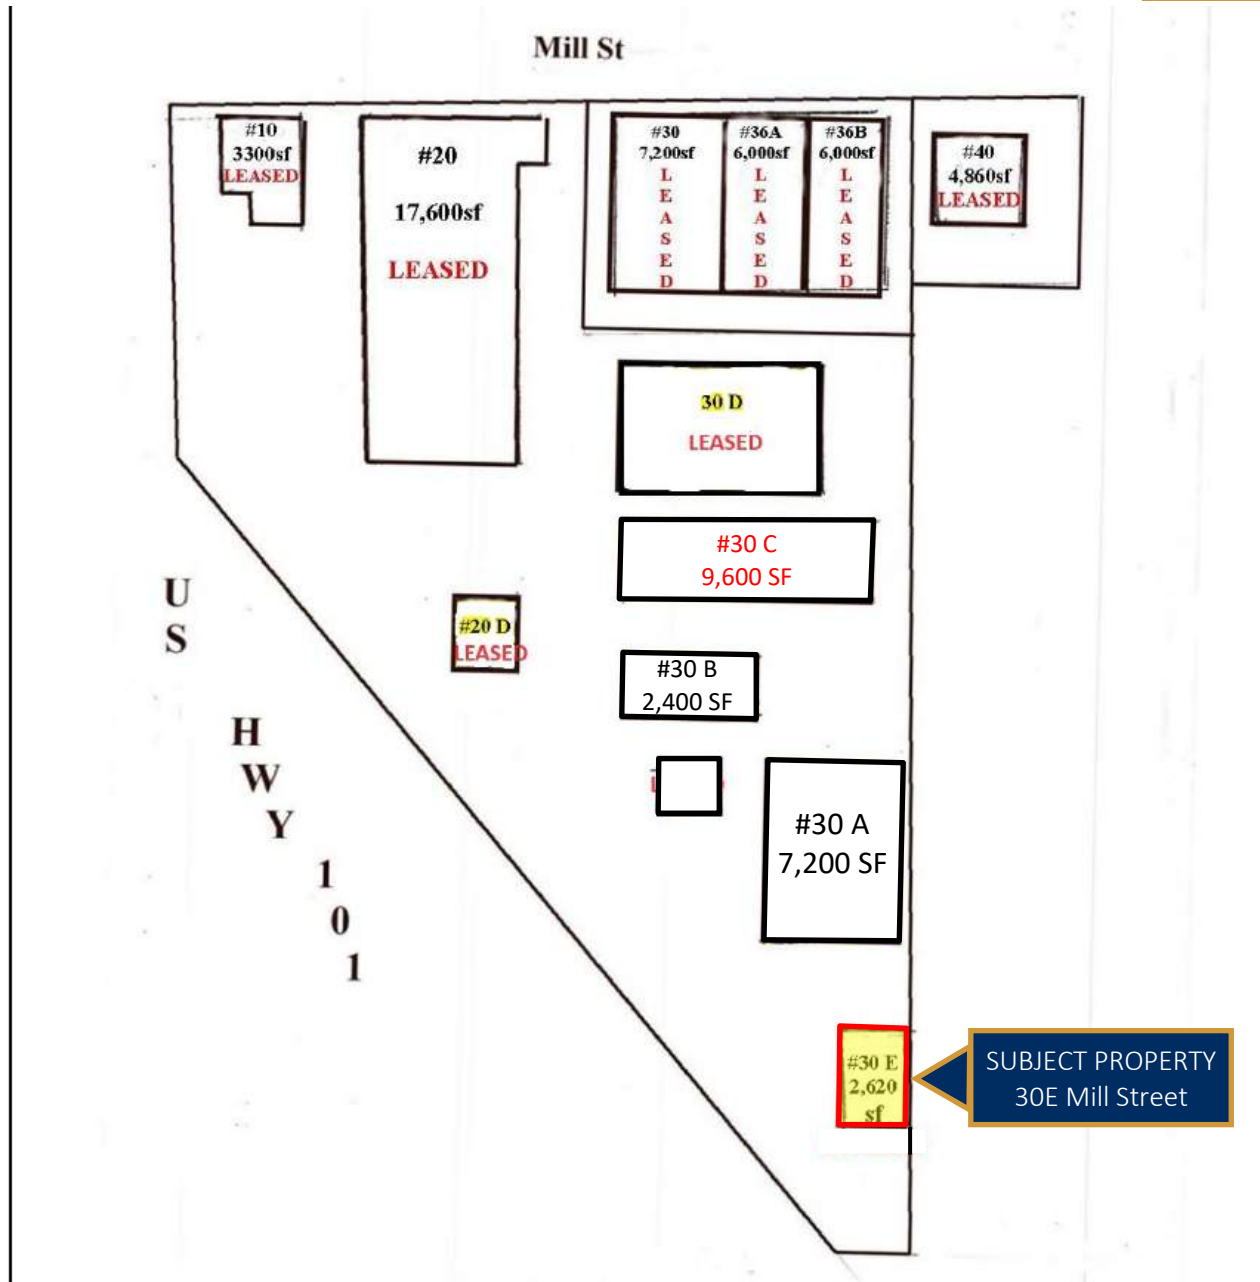 Mill St
#10
3300sf
LEASED
#20
17,600sf
LEASED
#30
7,200sf
L
E
A
S
E
D
#36A
6,000sf
L
E
A
S
E
D
#36B
6,000sf
L
E
A
S
E
D
#40
4,860sf
LEASED
30 D
LEASED
#30 C
9,600 SF
#20 D
LEASED
#30 B
2,400 SF
#30 A
7,200 SF
U
S
H
W
Y
1
0
1
#30 E
2,620
sf
SUBJECT PROPERTY
30E Mill Street